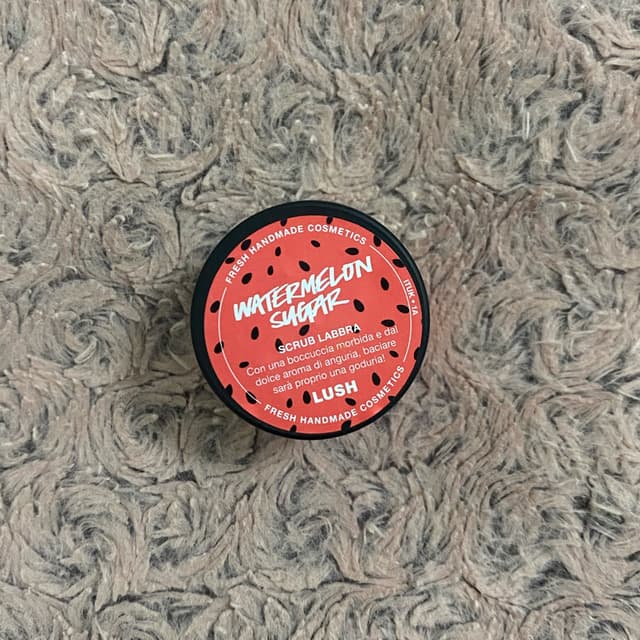 FRESH HANDMADE COSMETICS
WATERMELON
SUGAR
SCRUB LABBRA
Con una boccuccia morbida e dal
dolce aroma di anguria, baciare
sarà proprio una goduria!
LUSH
FRESH HANDMADE COSMETICS